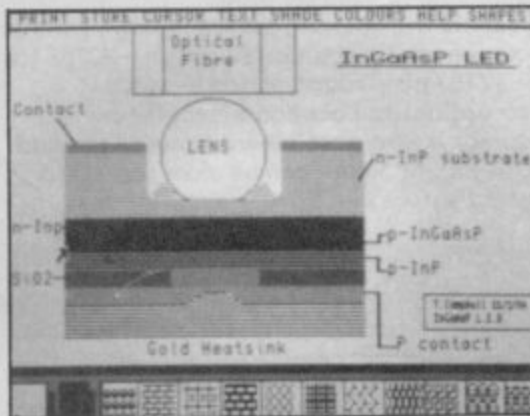 PRINT STORE CURSOR TEXT SHADE COLOURS HELP SHAPES
Optical
Fibre
InGaAsP LED
Contact
LENS
n-InP substrate
n-Inp
p-InGaAsP
p-InP
SiO2
P contact
Gold Heatsink